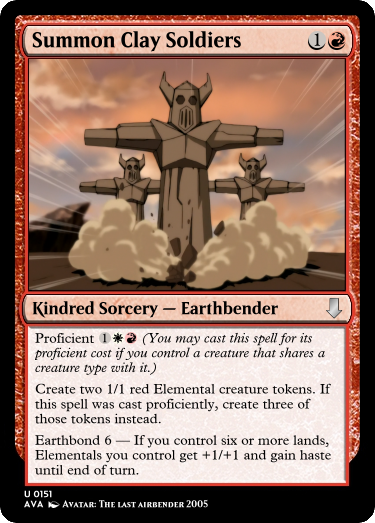 Summon Clay Soldiers 1
Kindred Sorcery — Earthbender
Proficient 1 (You may cast this spell for its
proficient cost if you control a creature that shares a
creature type with it.)
Create two 1/1 red Elemental creature tokens. If
this spell was cast proficiently, create three of
those tokens instead.
Earthbond 6 — If you control six or more lands,
Elementals you control get +1/+1 and gain haste
until end of turn.
U 0151
AVA Avatar: The last airbender 2005